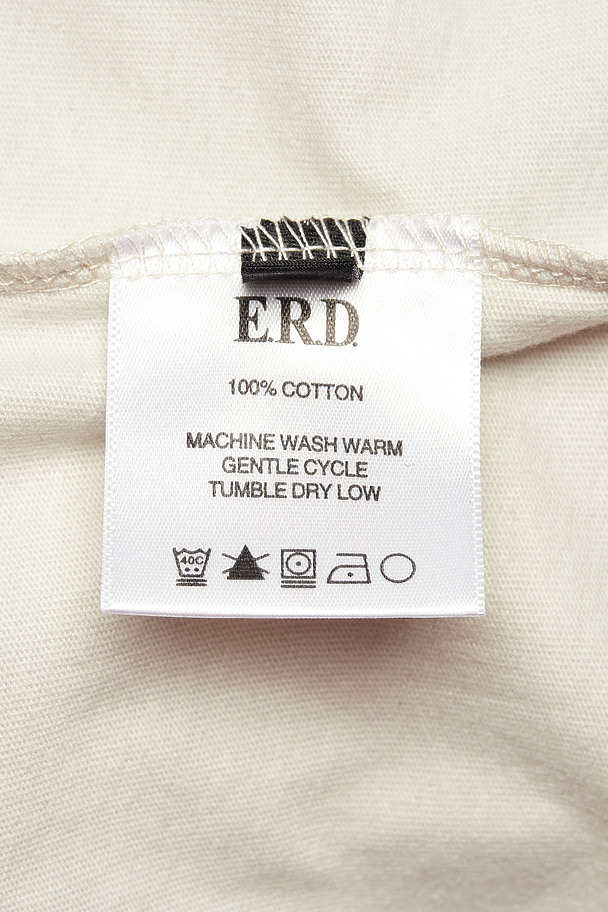 E.R.D.
100% COTTON
MACHINE WASH WARM
GENTLE CYCLE
TUMBLE DRY LOW
40C